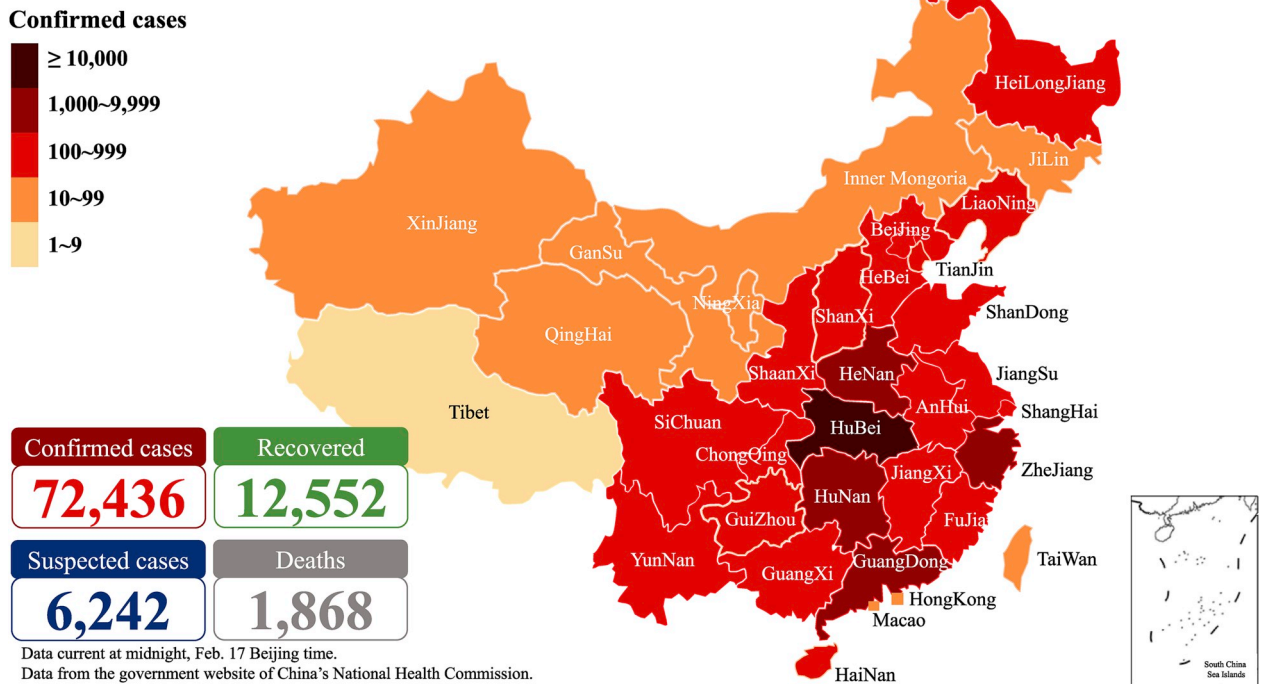 Confirmed cases
≥ 10,000
1,000~9,999
100~999
10~99
1~9
HeiLongJiang
JiLin
Inner Mongoria
LiaoNing
XinJiang
BeiJing
GanSu
TianJin
HeBei
NingXia
ShanDong
ShanXi
QingHai
ShaanXi
HeNan
JiangSu
Tibet
AnHui
ShangHai
SiChuan
HuBei
ChongQing
JiangXi
ZheJiang
HuNan
GuiZhou
FuJia
YunNan
GuangXi
GuangDong
TaiWan
HongKong
Macao
HaiNan
Confirmed cases
72,436
Recovered
12,552
Suspected cases
6,242
Deaths
1,868
Data current at midnight, Feb. 17 Beijing time.
Data from the government website of China’s National Health Commission.
South China
Sea Islands